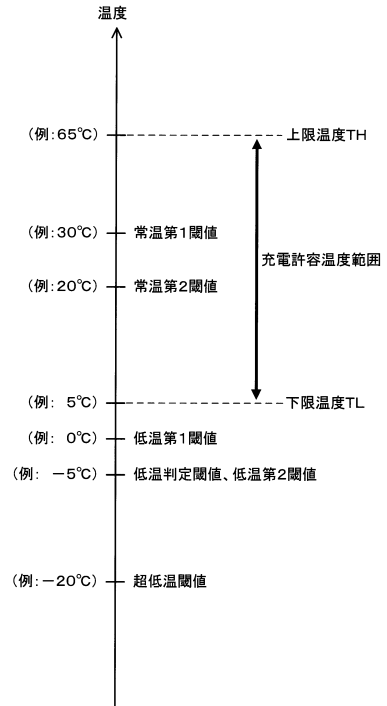 温度
(例:65℃) 上限温度TH
(例:30℃) 常温第1閾値
充電許容温度範囲
(例:20℃) 常温第2閾値
(例: 5℃) 下限温度TL
(例: 0℃) 低温第1閾値
(例: −5℃) 低温判定閾値、低温第2閾値
(例:−20℃) 超低温閾値